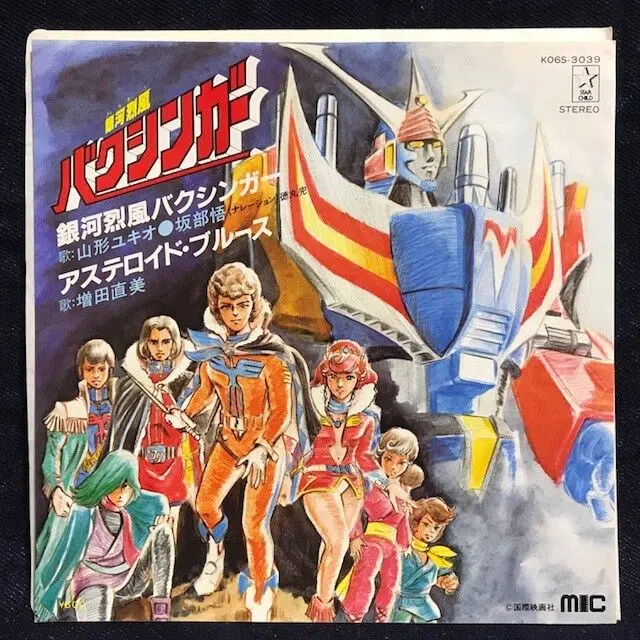 K06S-3039
STAR CHILD
STEREO
銀河烈風
バクシンガー
銀河烈風バクシンガー
歌:山形ユキオ●坂部悟〈ナレーション〉徳丸完
アステロイド・ブルース
歌:増田直美
©国際映画社 MIC